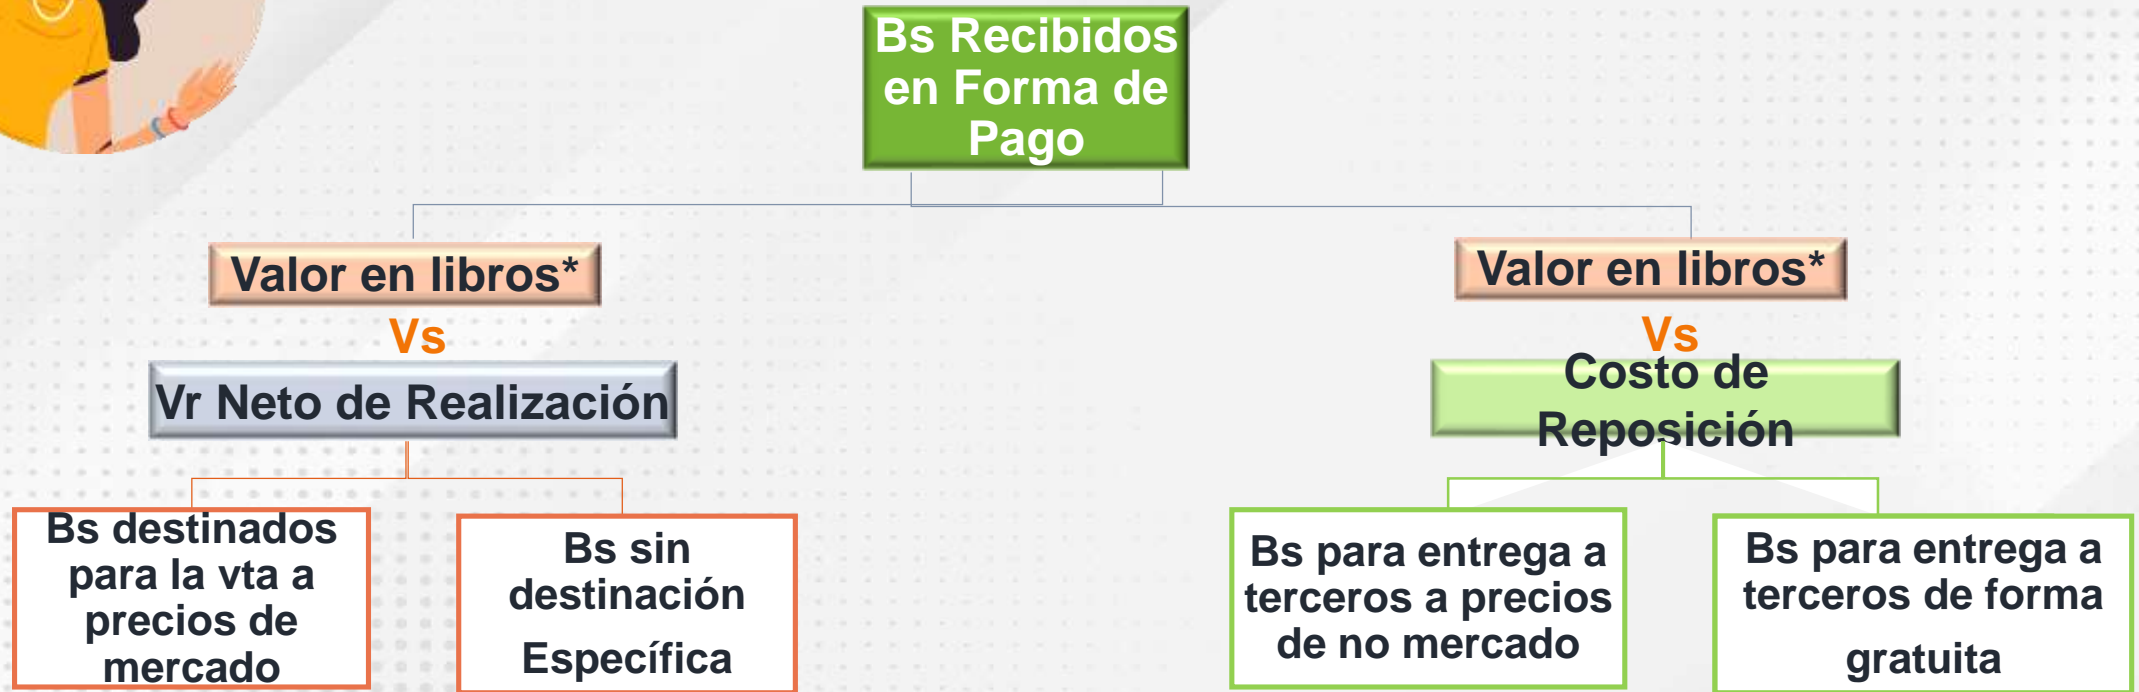 Bs Recibidos
en Forma de
Pago
Valor en libros*
Vs
Vr Neto de Realización
Bs destinados
para la vta a
precios de
mercado
Bs sin
destinación
Específica
Valor en libros*
Vs
Costo de
Reposición
Bs para entrega a
terceros a precios
de no mercado
Bs para entrega a
terceros de forma
gratuita